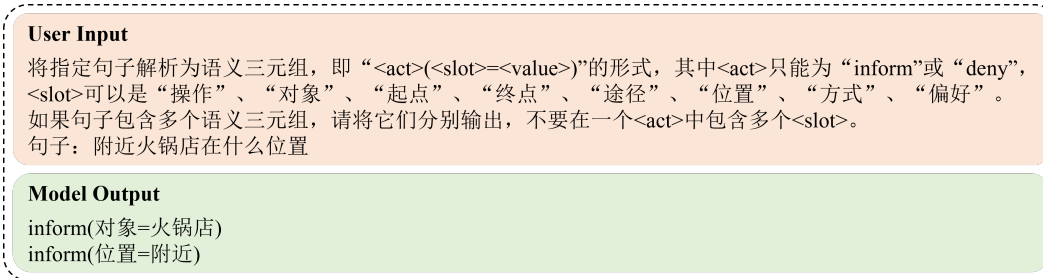 User Input
将指定句子解析为语义三元组，即“<act>(<slot>=<value>)”的形式，其中<act>只能为“inform”或“deny”，
<slot>可以是“操作”、“对象”、“起点”、“终点”、“途径”、“位置”、“方式”、“偏好”。
如果句子包含多个语义三元组，请将它们分别输出，不要在一个<act>中包含多个<slot>。
句子：附近火锅店在什么位置
Model Output
inform(对象=火锅店)
inform(位置=附近)